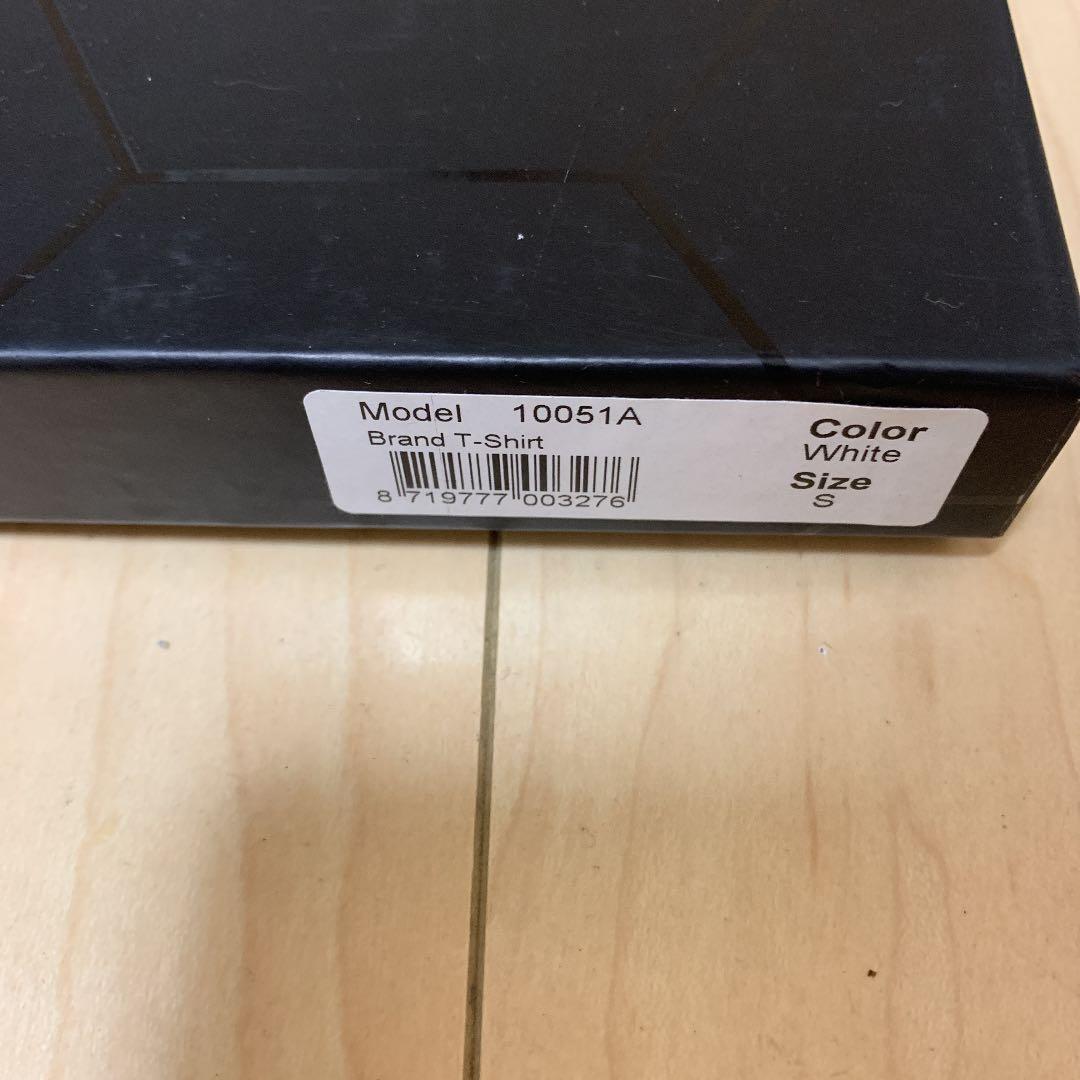 Model 10051A
Brand T-Shirt
8 719777 003276
Color
White
Size
S